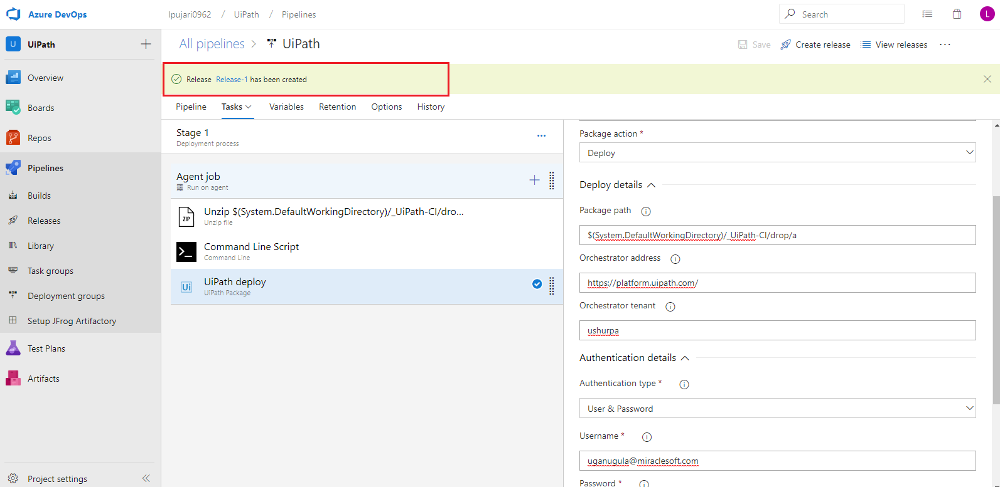 Azure DevOps
lpujari0962 / UiPath / Pipelines
Search
L
U UiPath
Overview
Boards
Repos
Pipelines
Builds
Releases
Library
Task groups
Deployment groups
Setup JFrog Artifactory
Test Plans
Artifacts
Project settings
All pipelines > UiPath
Save Create release View releases ...
Release Release-1 has been created
Pipeline Tasks Variables Retention Options History
Stage 1
Deployment process
Agent job
Run on agent
ZIP
Unzip $(System.DefaultWorkingDirectory)/_UiPath-CI/dro...
Unzip file
Command Line Script
Command Line
Ui
UiPath deploy
UiPath Package
Package action *
Deploy
Deploy details
Package path
$(System.DefaultWorkingDirectory)/_UiPath-CI/drop/a
Orchestrator address
https://platform.uipath.com/
Orchestrator tenant
ushurpa
Authentication details
Authentication type *
User & Password
Username *
uganugula@miraclesoft.com
Password *